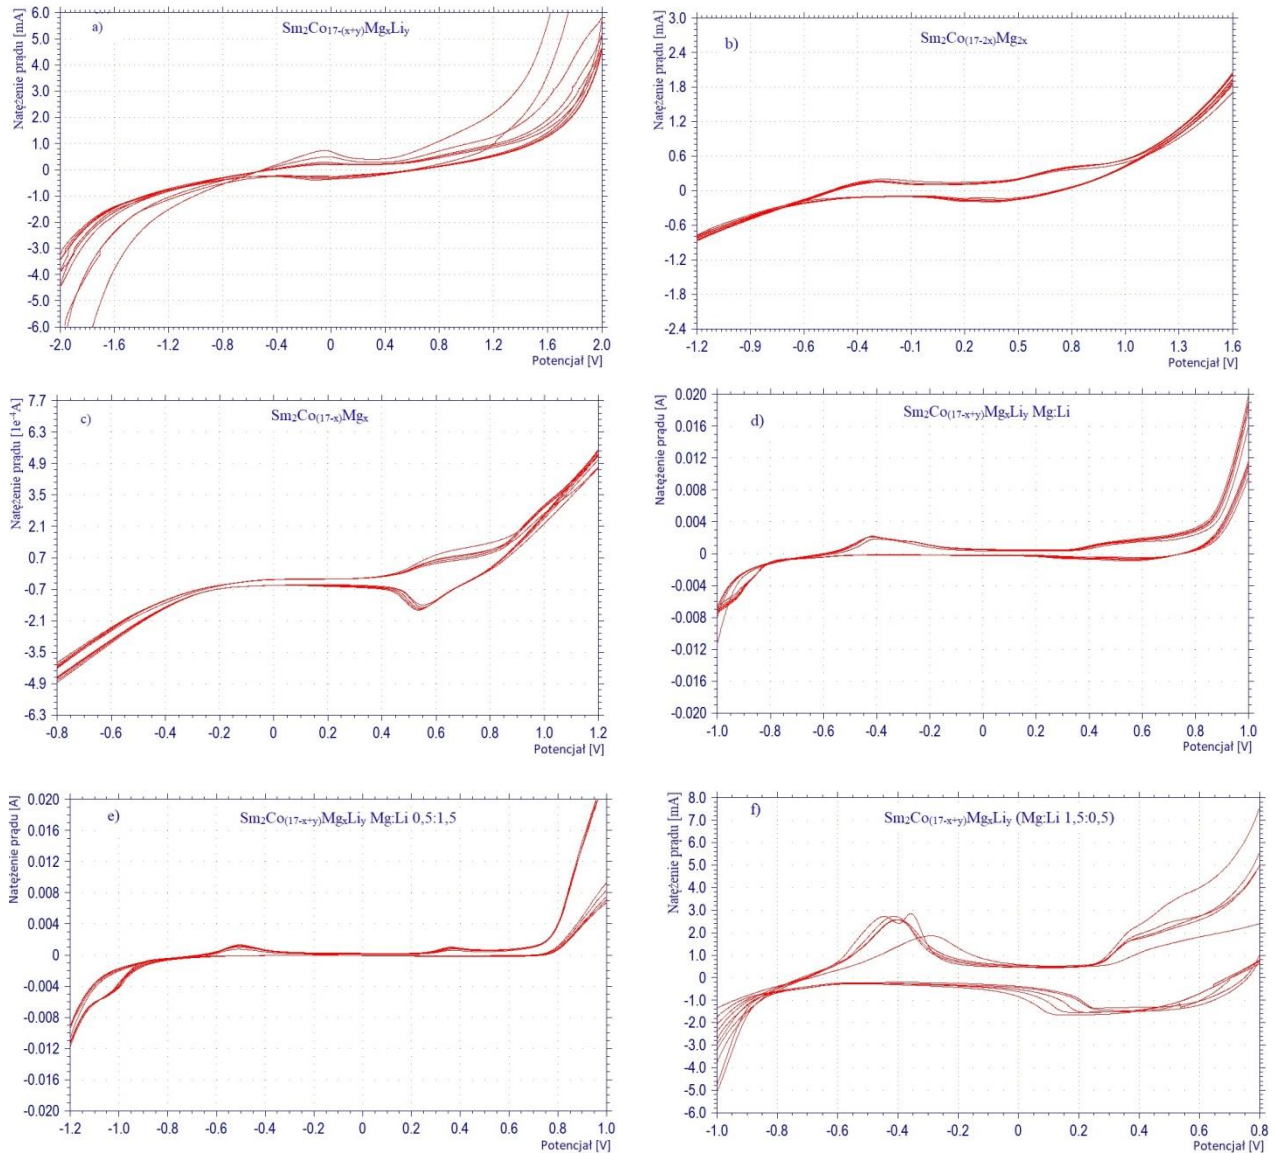 a)
Sm₂Co₁₇₋₍ₓ₊ᵧ₎MgₓLiᵧ
Natężenie prądu [mA]
6.0
5.0
4.0
3.0
2.0
1.0
0
-1.0
-2.0
-3.0
-4.0
-5.0
-6.0
-2.0 -1.6 -1.2 -0.8 -0.4 0 0.4 0.8 1.2 1.6 2.0
Potencjał [V]
b)
Sm₂Co₍₁₇₋₂ₓ₎Mg₂ₓ
Natężenie prądu [mA]
3.0
2.4
1.8
1.2
0.6
0
-0.6
-1.2
-1.8
-2.4
-1.2 -0.9 -0.6 -0.4 -0.1 0.2 0.5 0.8 1.0 1.3 1.6
Potencjał [V]
c)
Sm₂Co₍₁₇₋ₓ₎Mgₓ
Natężenie prądu [1e⁻⁴A]
7.7
6.3
4.9
3.5
2.1
0.7
-0.7
-2.1
-3.5
-4.9
-6.3
-0.8 -0.6 -0.4 -0.2 0 0.2 0.4 0.6 0.8 1.0 1.2
Potencjał [V]
d)
Sm₂Co₍₁₇₋ₓ₊ᵧ₎MgₓLiᵧ Mg:Li
Natężenie prądu [A]
0.020
0.016
0.012
0.008
0.004
0
-0.004
-0.008
-0.012
-0.016
-0.020
-1.0 -0.8 -0.6 -0.4 -0.2 0 0.2 0.4 0.6 0.8 1.0
Potencjał [V]
e)
Sm₂Co₍₁₇₋ₓ₊ᵧ₎MgₓLiᵧ Mg:Li 0,5:1,5
Natężenie prądu [A]
0.020
0.016
0.012
0.008
0.004
0
-0.004
-0.008
-0.012
-0.016
-0.020
-1.2 -1.0 -0.8 -0.6 -0.4 -0.2 0 0.2 0.4 0.6 0.8 1.0
Potencjał [V]
f)
Sm₂Co₍₁₇₋ₓ₊ᵧ₎MgₓLiᵧ (Mg:Li 1,5:0,5)
Natężenie prądu [mA]
8.0
7.0
6.0
5.0
4.0
3.0
2.0
1.0
0
-1.0
-2.0
-3.0
-4.0
-5.0
-6.0
-1.0 -0.8 -0.6 -0.4 -0.2 0 0.2 0.4 0.6 0.8
Potencjał [V]